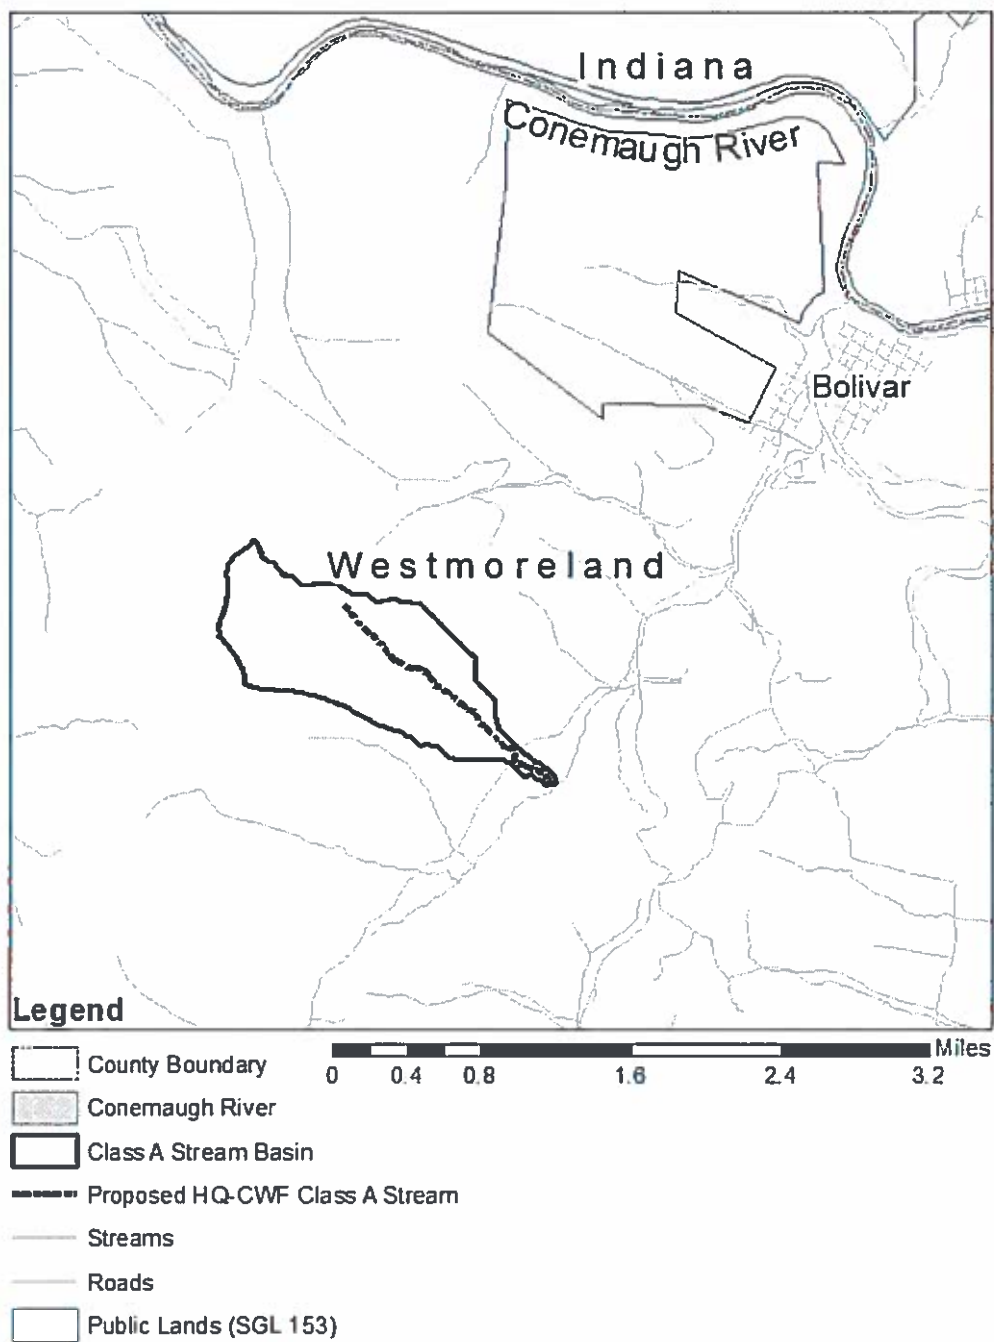 Indiana
Conemaugh River
Bolivar
Westmoreland
Legend
County Boundary
Conemaugh River
Class A Stream Basin
Proposed HQ-CWF Class A Stream
Streams
Roads
Public Lands (SGL 153)
Miles
0 0.4 0.8 1.6 2.4 3.2